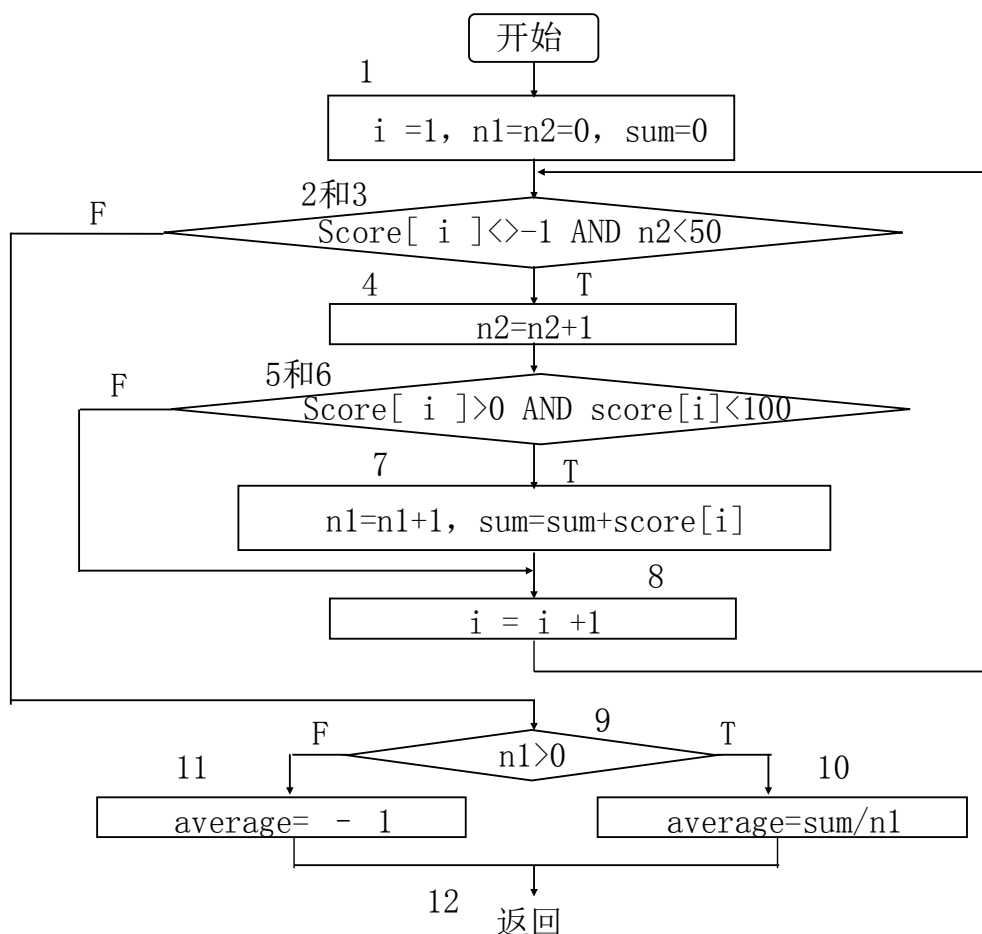 开始
1
i =1, n1=n2=0, sum=0
2和3
F
Score[ i ]<>-1 AND n2<50
4
T
n2=n2+1
5和6
F
Score[ i ]>0 AND score[i]<100
7
T
n1=n1+1, sum=sum+score[i]
8
i = i +1
9
F
T
n1>0
11
10
average= - 1
average=sum/n1
12
返回